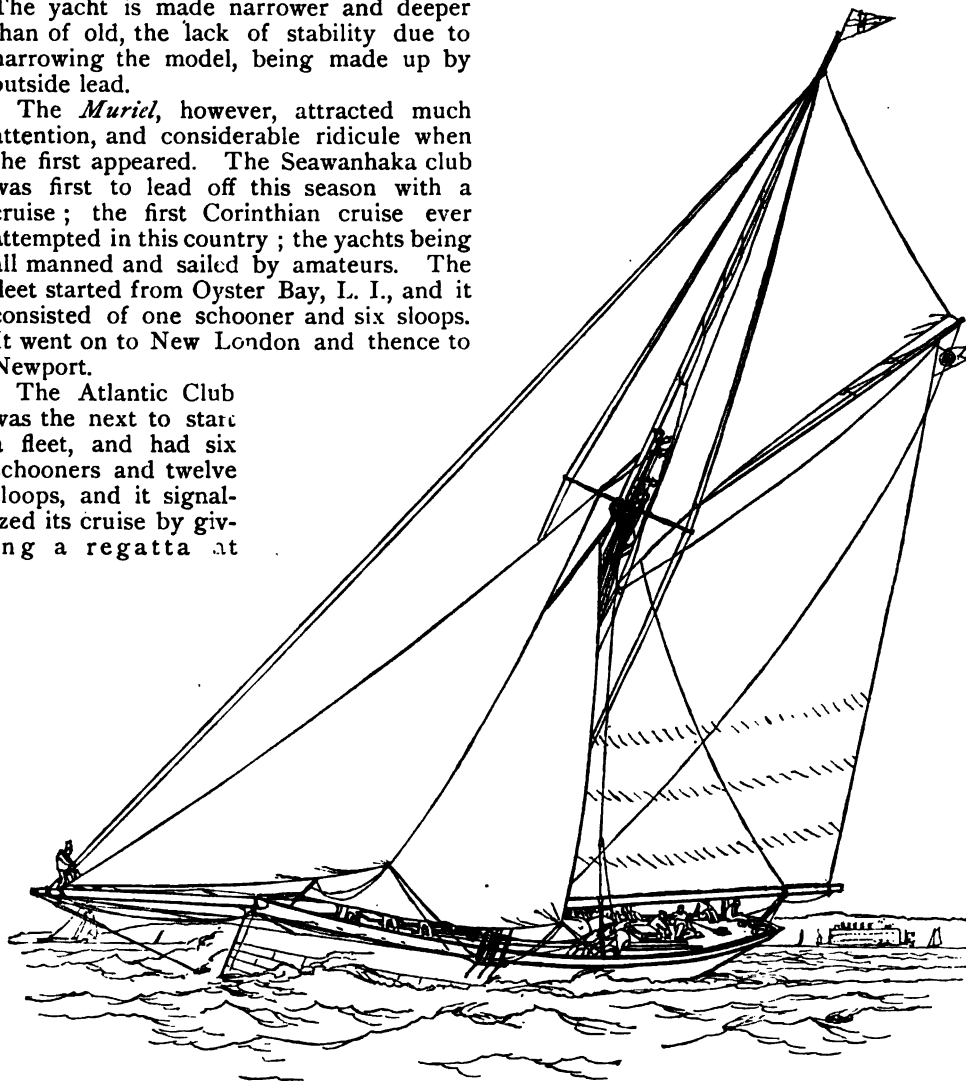 The yacht is made narrower and deeper
than of old, the lack of stability due to
narrowing the model, being made up by
outside lead.
The Muriel, however, attracted much
attention, and considerable ridicule when
she first appeared. The Seawanhaka club
was first to lead off this season with a
cruise ; the first Corinthian cruise ever
attempted in this country ; the yachts being
all manned and sailed by amateurs. The
fleet started from Oyster Bay, L. I., and it
consisted of one schooner and six sloops.
It went on to New London and thence to
Newport.
The Atlantic Club
was the next to start
a fleet, and had six
schooners and twelve
sloops, and it signal-
ized its cruise by giv-
ing a regatta at